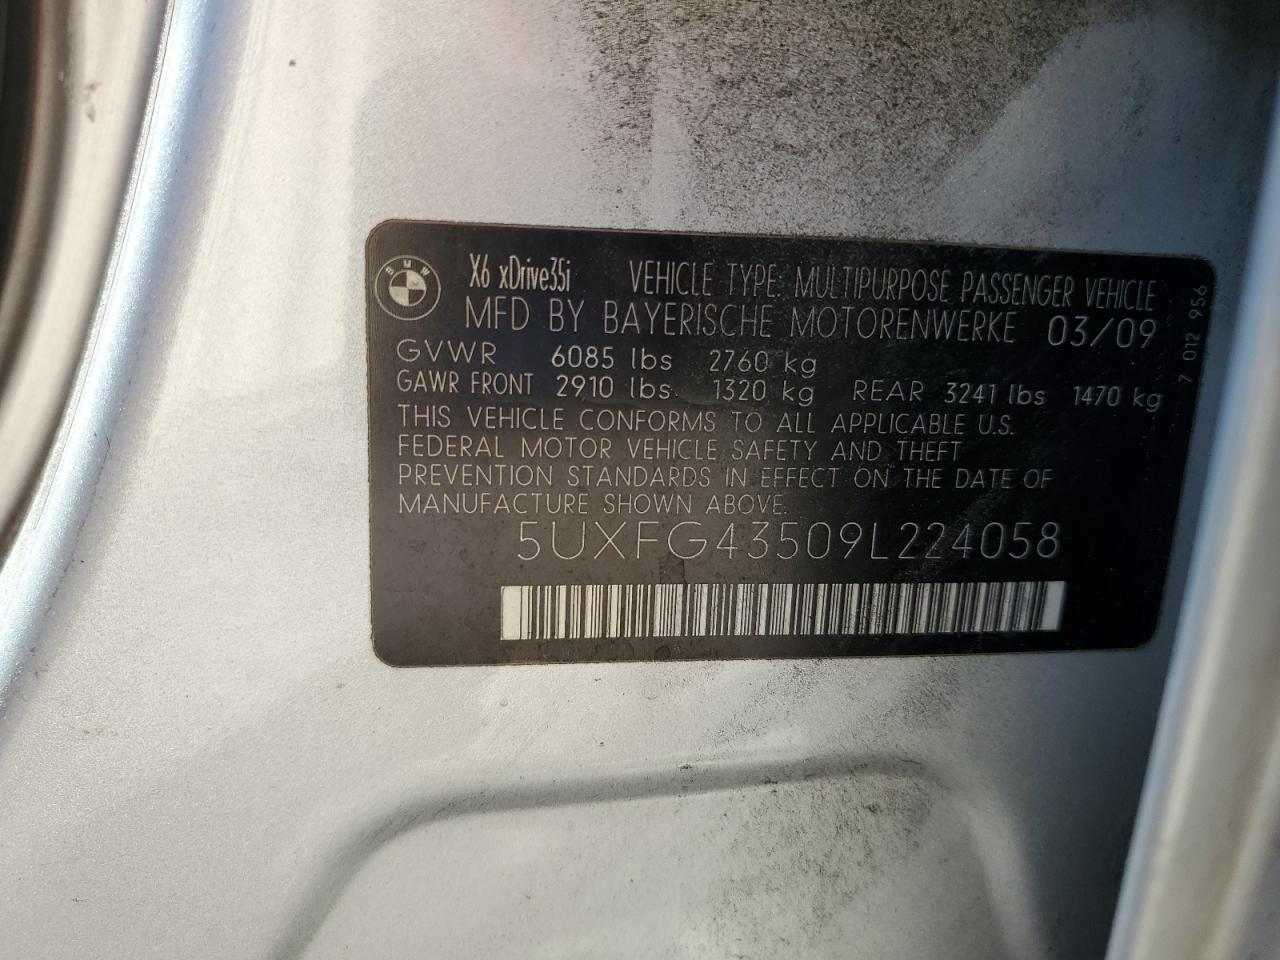 BMW
X6 xDrive35i VEHICLE TYPE: MULTIPURPOSE PASSENGER VEHICLE
MFD BY BAYERISCHE MOTORENWERKE 03/09
GVWR 6085 lbs 2760 kg
GAWR FRONT 2910 lbs 1320 kg REAR 3241 lbs 1470 kg
THIS VEHICLE CONFORMS TO ALL APPLICABLE U.S.
FEDERAL MOTOR VEHICLE SAFETY AND THEFT
PREVENTION STANDARDS IN EFFECT ON THE DATE OF
MANUFACTURE SHOWN ABOVE.
5UXFG43509L224058
7 012 956